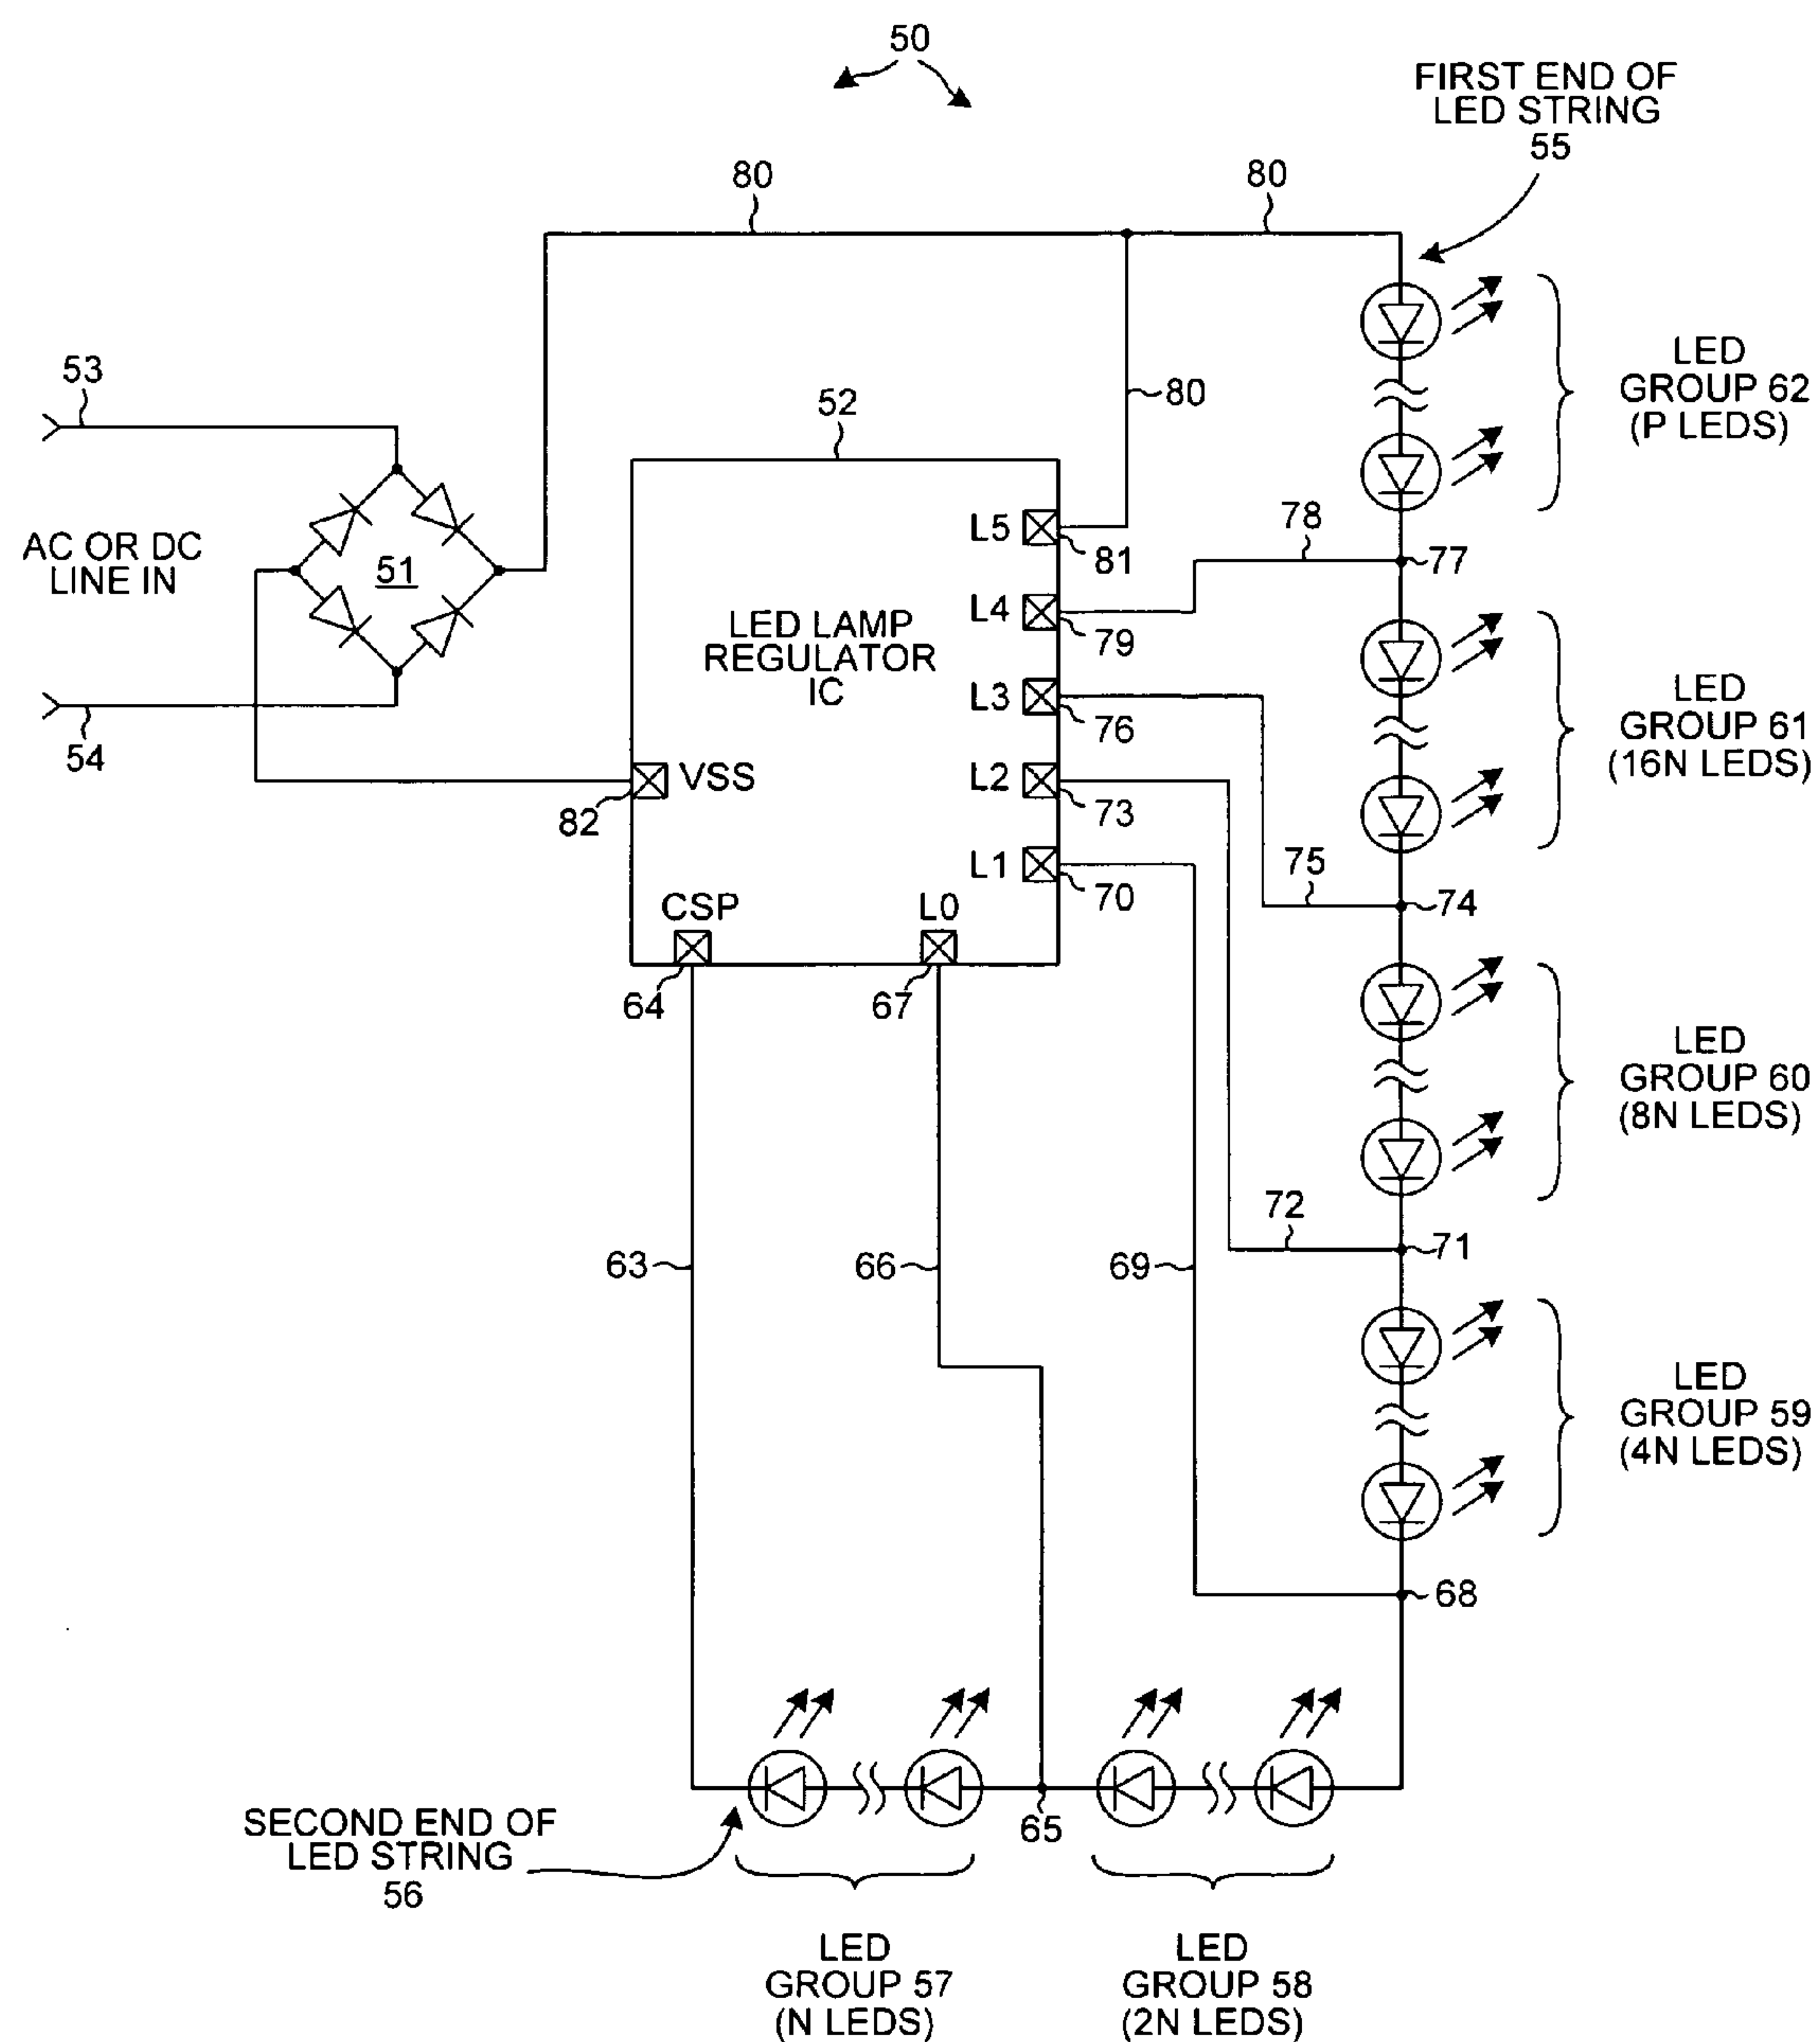 50
FIRST END OF
LED STRING
55
80
80
LED
GROUP 62
(P LEDS)
53
52
80
AC OR DC
LINE IN
51
L5
81
78
77
LED LAMP
REGULATOR
IC
L4
79
L3
76
LED
GROUP 61
(16N LEDS)
54
VSS
82
L2
73
L1
70
75
74
CSP
L0
64
67
LED
GROUP 60
(8N LEDS)
72
71
63
66
69
LED
GROUP 59
(4N LEDS)
68
65
SECOND END OF
LED STRING
56
LED
GROUP 57
(N LEDS)
LED
GROUP 58
(2N LEDS)